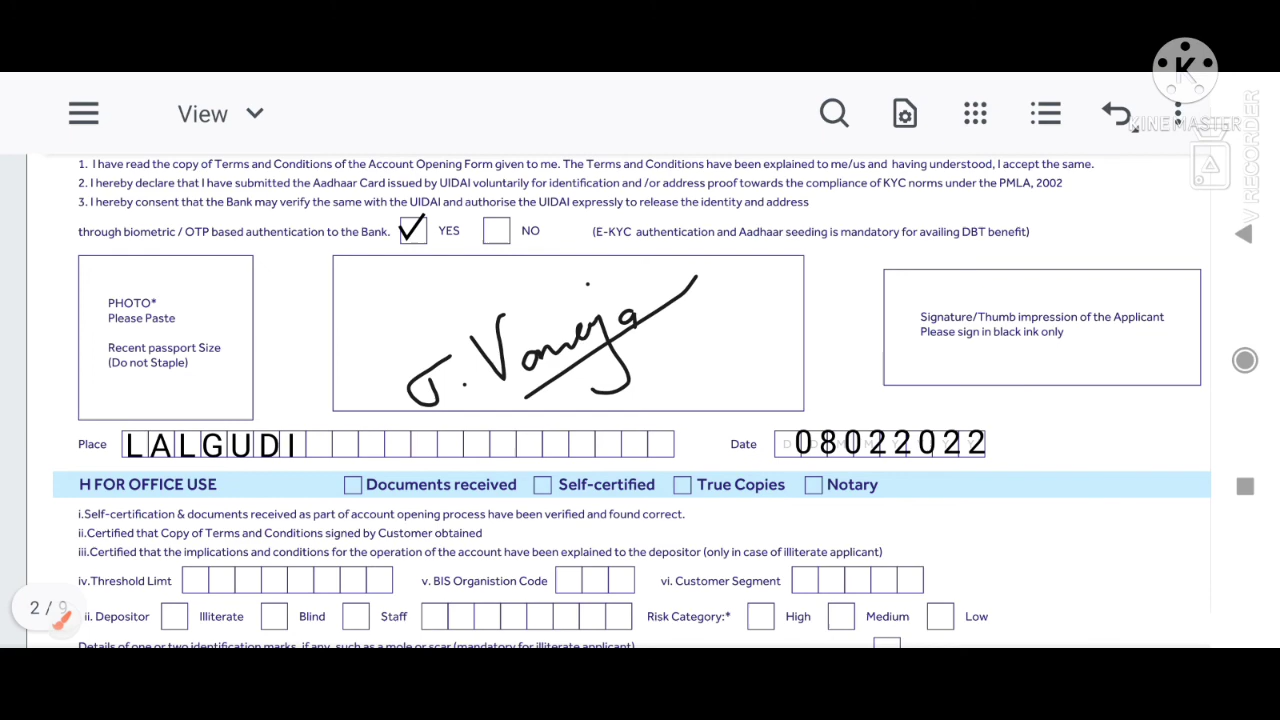 K
KINEMASTER
V RECORDER
View
1. I have read the copy of Terms and Conditions of the Account Opening Form given to me. The Terms and Conditions have been explained to me/us and having understood, I accept the same.
2. I hereby declare that I have submitted the Aadhaar Card issued by UIDAI voluntarily for identification and /or address proof towards the compliance of KYC norms under the PMLA, 2002
3. I hereby consent that the Bank may verify the same with the UIDAI and authorise the UIDAI expressly to release the identity and address
through biometric / OTP based authentication to the Bank. YES NO (E-KYC authentication and Aadhaar seeding is mandatory for availing DBT benefit)
PHOTO*
Please Paste
Recent passport Size
(Do not Staple)
J. Vaneja
Signature/Thumb impression of the Applicant
Please sign in black ink only
Place LALGUDI Date 08022022
H FOR OFFICE USE Documents received Self-certified True Copies Notary
i.Self-certification & documents received as part of account opening process have been verified and found correct.
ii.Certified that Copy of Terms and Conditions signed by Customer obtained
iii.Certified that the implications and conditions for the operation of the account have been explained to the depositor (only in case of illiterate applicant)
iv.Threshold Limt v. BIS Organistion Code vi. Customer Segment
2 / 9
ii. Depositor Illiterate Blind Staff Risk Category:* High Medium Low
Details of one or two identification marks, if any, such as a mole or scar (mandatory for illiterate applicant)